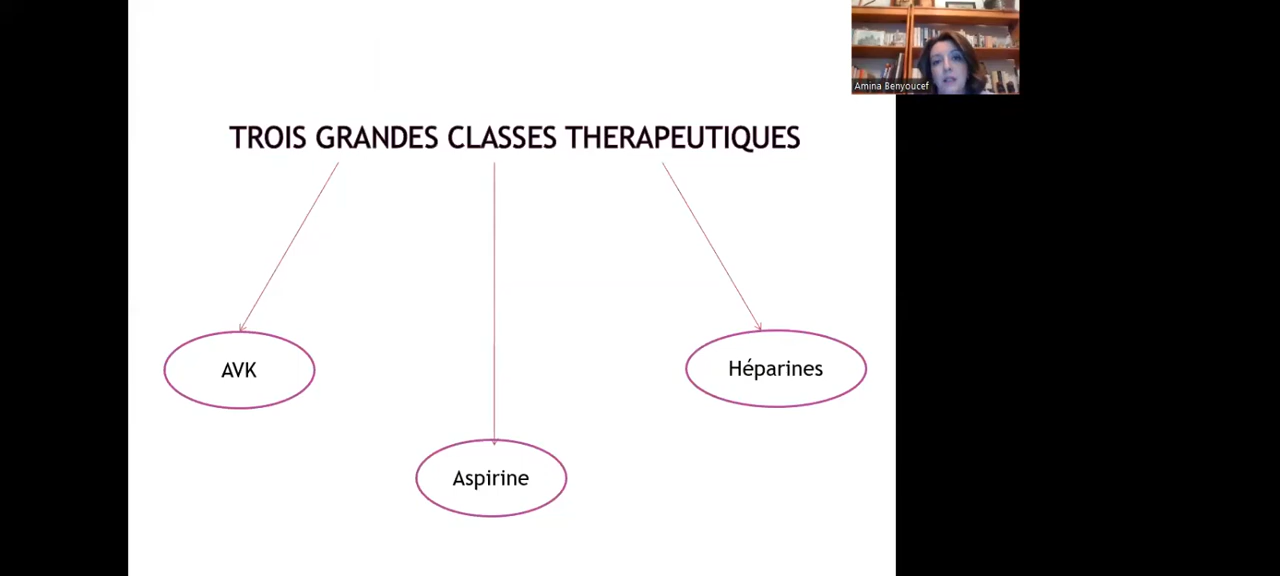 Amina Benyoucef
TROIS GRANDES CLASSES THERAPEUTIQUES
AVK
Héparines
Aspirine